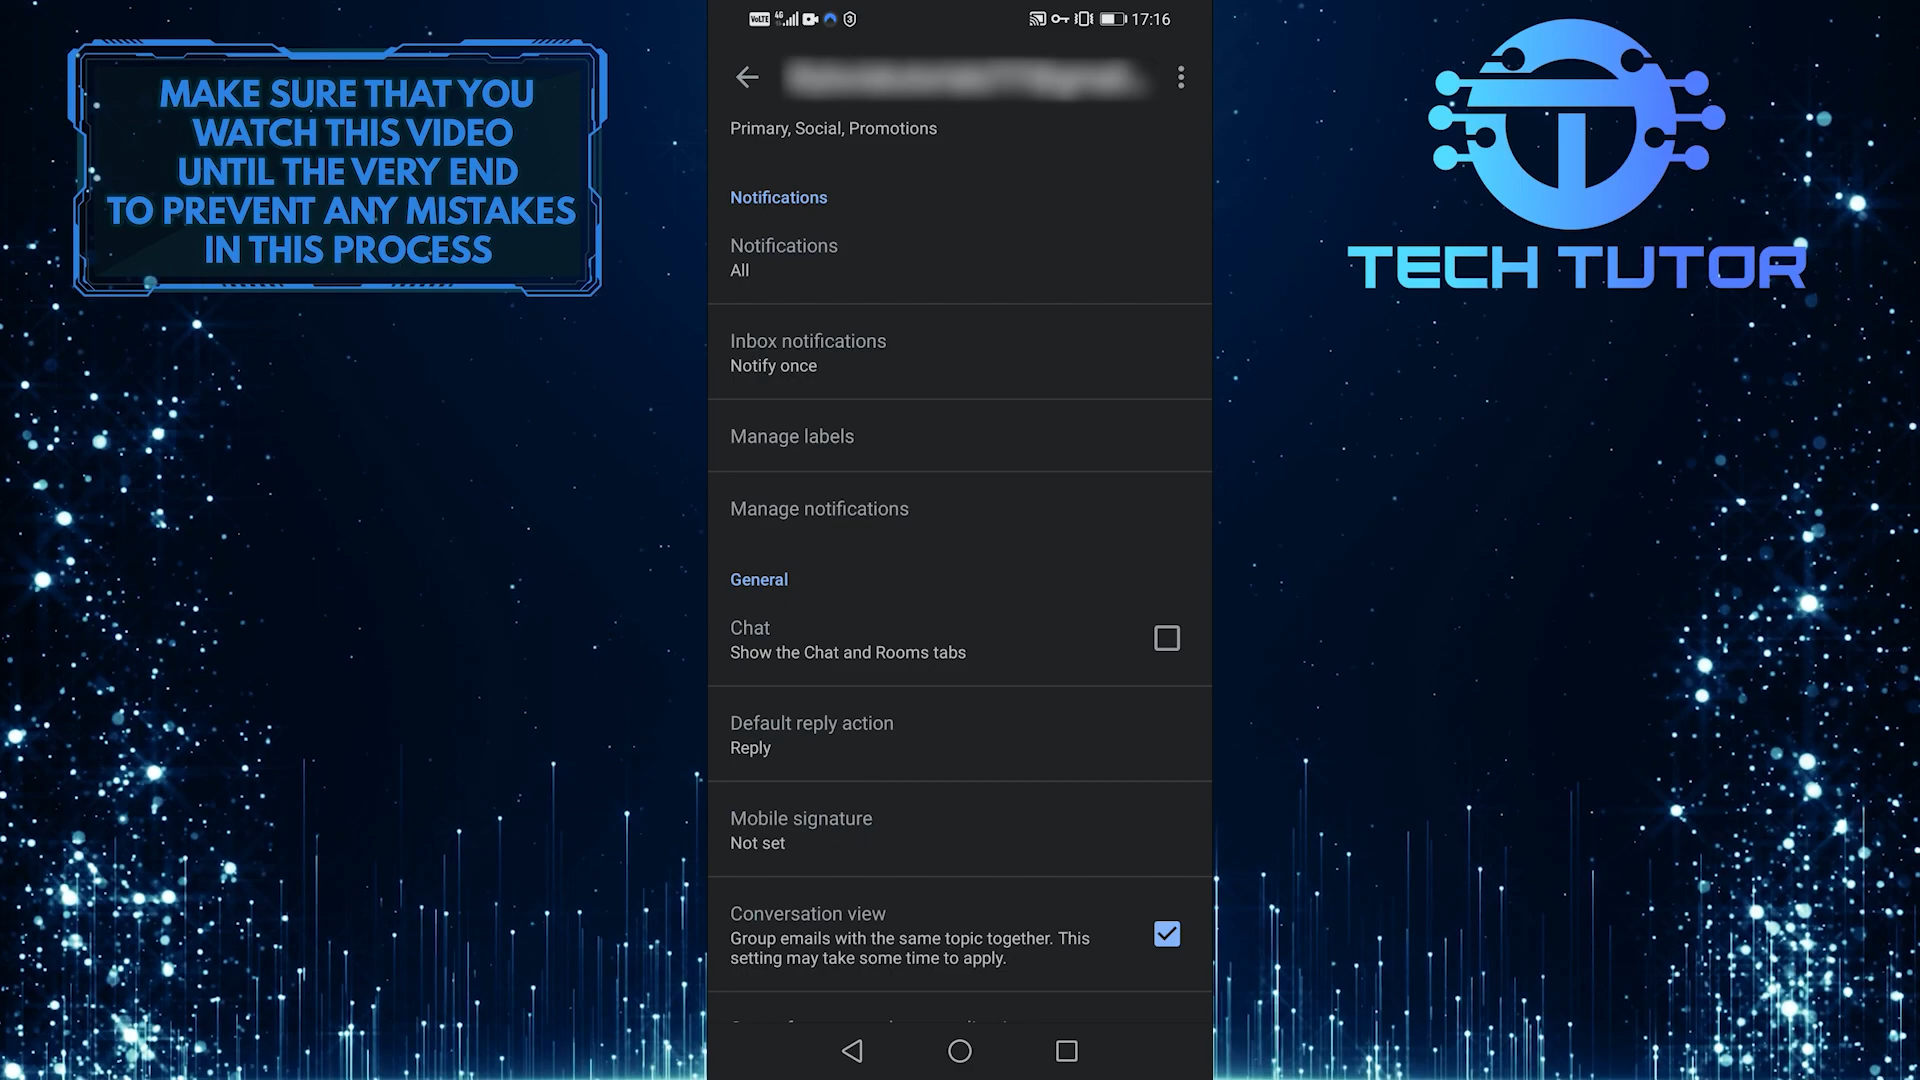 MAKE SURE THAT YOU
WATCH THIS VIDEO
UNTIL THE VERY END
TO PREVENT ANY MISTAKES
IN THIS PROCESS
VoLTE 4G 17:16
Primary, Social, Promotions
Notifications
Notifications
All
Inbox notifications
Notify once
Manage labels
Manage notifications
General
Chat
Show the Chat and Rooms tabs
Default reply action
Reply
Mobile signature
Not set
Conversation view
Group emails with the same topic together. This
setting may take some time to apply.
TECH TUTOR